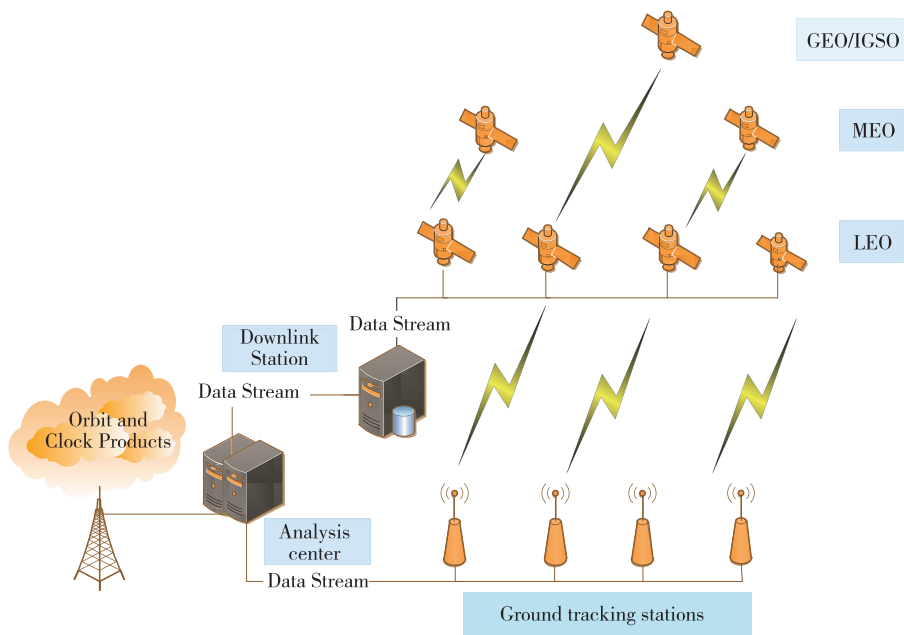 GEO/IGSO
MEO
LEO
Data Stream
Downlink
Station
Data Stream
Orbit and
Clock Products
Analysis
center
Data Stream
Ground tracking stations